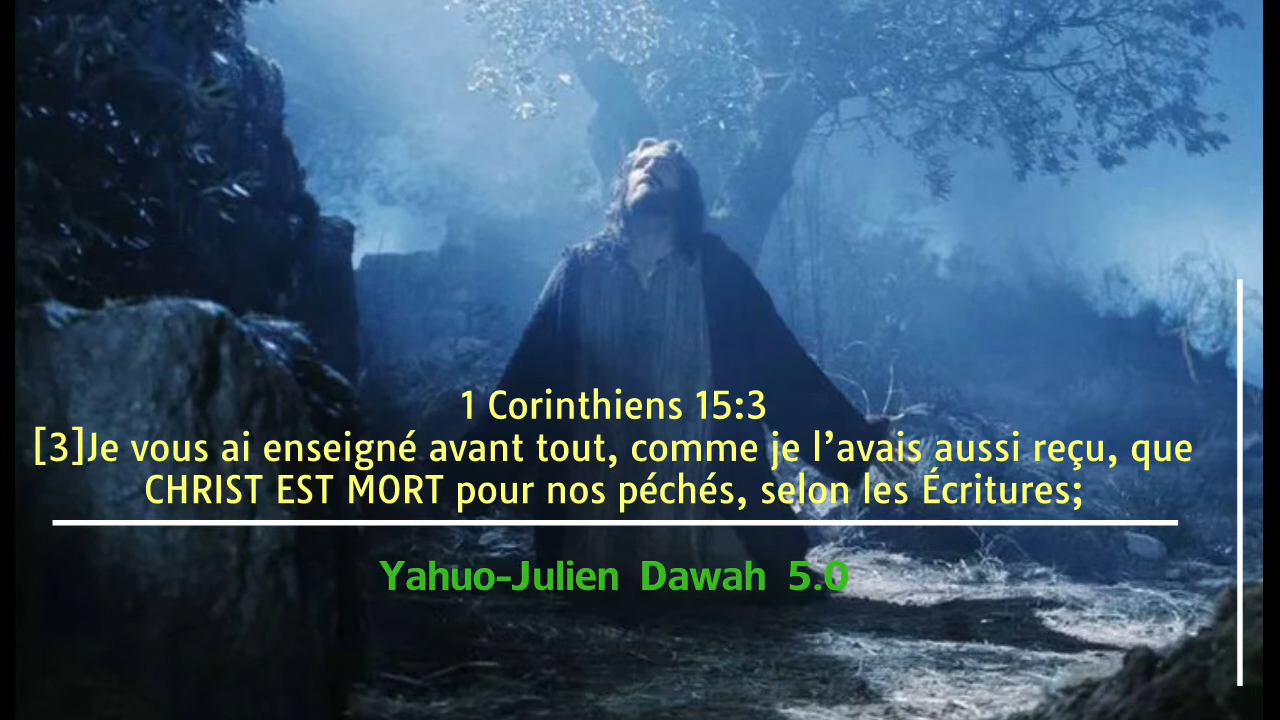 1 Corinthiens 15:3
[3]Je vous ai enseigné avant tout, comme je l’avais aussi reçu, que
CHRIST EST MORT pour nos péchés, selon les Écritures;
Yahuo-Julien Dawah 5.0